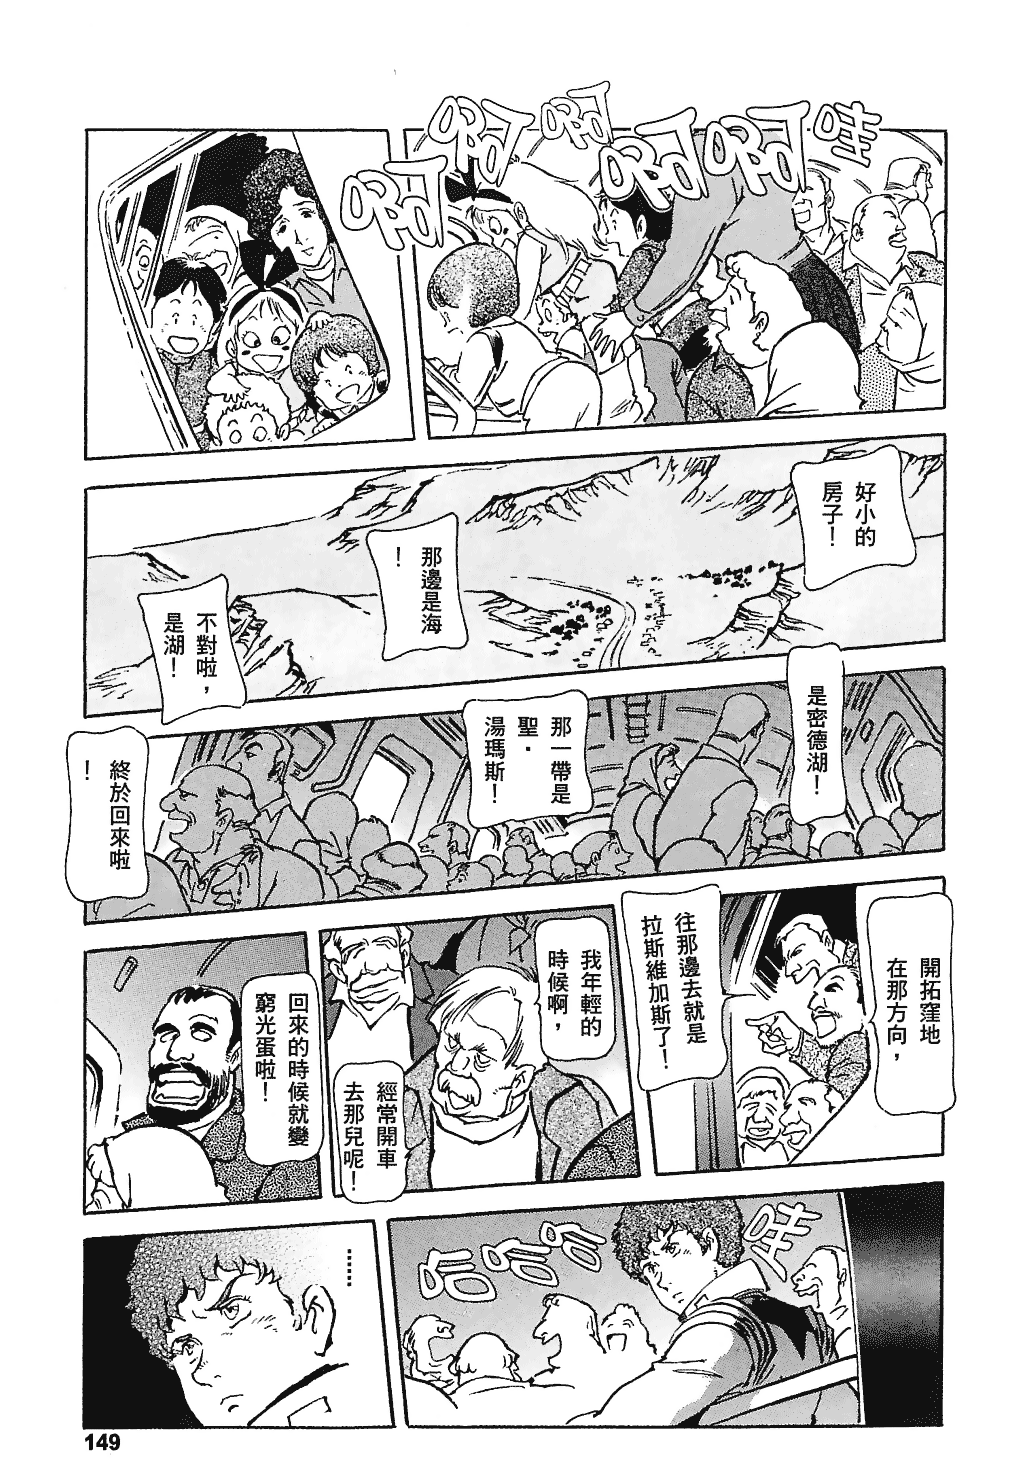 哇
啊
啊
啊
啊
啊
好小的
房子！
那邊是海
！
不對啦，
是湖！
是密德湖！
那一帶是
聖．
湯瑪斯！
終於回來啦
！
開拓窪地
在那方向，
往那邊去就是
拉斯維加斯了！
我年輕的
時候啊，
經常開車
去那兒呢！
回來的時候就變
窮光蛋啦！
哇
哈
哈
哈
……
149